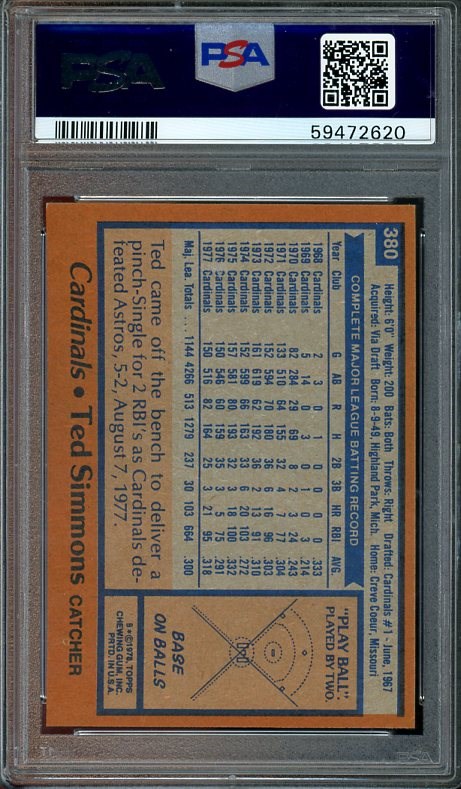 PSA
PSA
59472620
380
Height: 6'0" Weight: 200 Bats: Both Throws: Right Drafted: Cardinals #1-June, 1967
Acquired: Via Draft Born: 8-9-49, Highland Park, Mich. Home: Creve Coeur, Missouri
COMPLETE MAJOR LEAGUE BATTING RECORD
Year Club G AB R H 2B 3B HR RBI AVG.
1968 Cardinals 2 3 0 1 0 0 0 0 .333
1969 Cardinals 5 14 0 3 0 1 0 3 .214
1970 Cardinals 82 284 29 69 8 2 3 24 .243
1971 Cardinals 133 510 64 155 32 4 7 77 .304
1972 Cardinals 152 594 70 180 36 6 16 96 .303
1973 Cardinals 161 619 62 192 36 2 13 91 .310
1974 Cardinals 152 599 66 163 33 6 20 103 .272
1975 Cardinals 157 581 80 193 32 3 18 100 .332
1976 Cardinals 150 546 60 159 35 3 5 75 .291
1977 Cardinals 150 516 82 164 25 3 21 95 .318
Maj. Lea. Totals ... 1144 4266 513 1279 237 30 103 664 .300
Ted came off the bench to deliver a
pinch-Single for 2 RBI's as Cardinals de-
feated Astros, 5-2, August 7, 1977.
Cardinals • Ted Simmons CATCHER
"PLAY BALL"
PLAYED BY TWO.
BASE
ON BALLS
©1978, TOPPS
CHEWING GUM, INC.
PRTD. IN U.S.A.